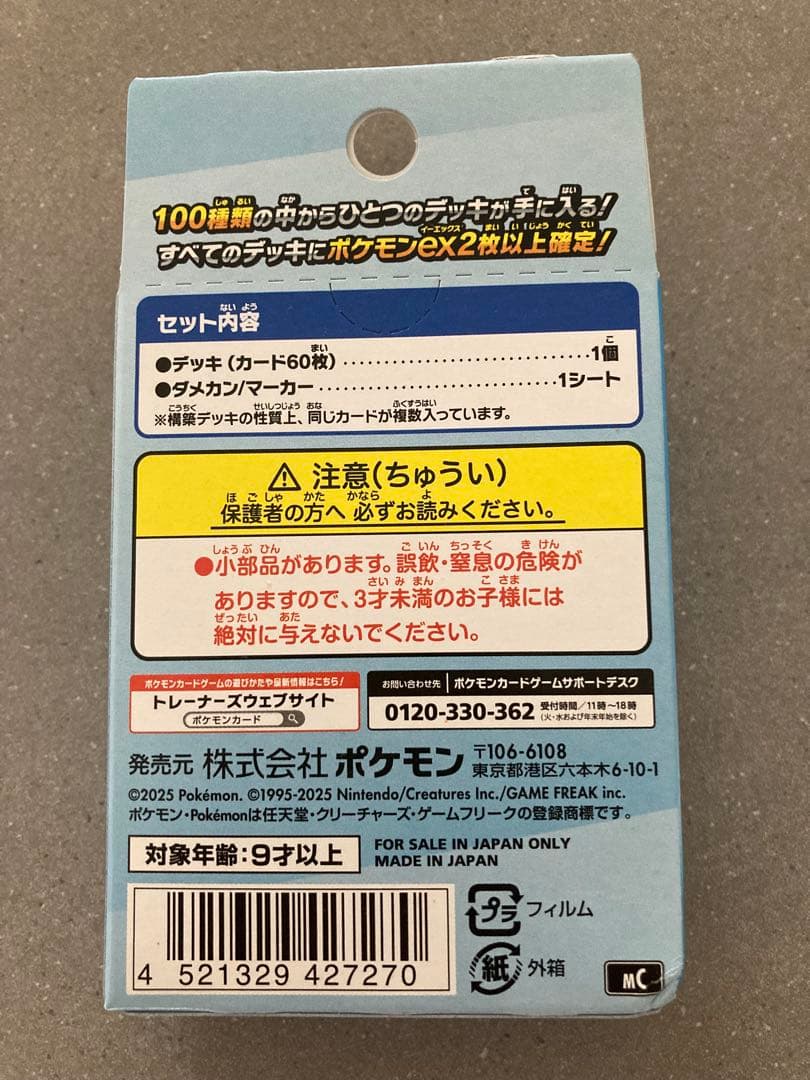 100種類の中からひとつのデッキが手に入る!
すべてのデッキにポケモンex2枚以上確定!
セット内容
●デッキ(カード60枚)..............................1個
●ダメカン/マーカー..............................1シート
※構築デッキの性質上、同じカードが複数入っています。
⚠ 注意(ちゅうい)
保護者の方へ 必ずお読みください。
●小部品があります。誤飲・窒息の危険が
ありますので、3才未満のお子様には
絶対に与えないでください。
ポケモンカードゲームの遊びかたや最新情報はこちら!
トレーナーズウェブサイト
ポケモンカード
お問い合わせ先 ポケモンカードゲームサポートデスク
0120-330-362 受付時間/11時~18時
(火・水および年末年始を除く)
発売元 株式会社 ポケモン 〒106-6108
東京都港区六本木6-10-1
©2025 Pokémon. ©1995-2025 Nintendo/Creatures Inc./GAME FREAK inc.
ポケモン・Pokémonは任天堂・クリーチャーズ・ゲームフリークの登録商標です。
対象年齢:9才以上
FOR SALE IN JAPAN ONLY
MADE IN JAPAN
プラ フィルム
紙 外箱
4 521329 427270
MC